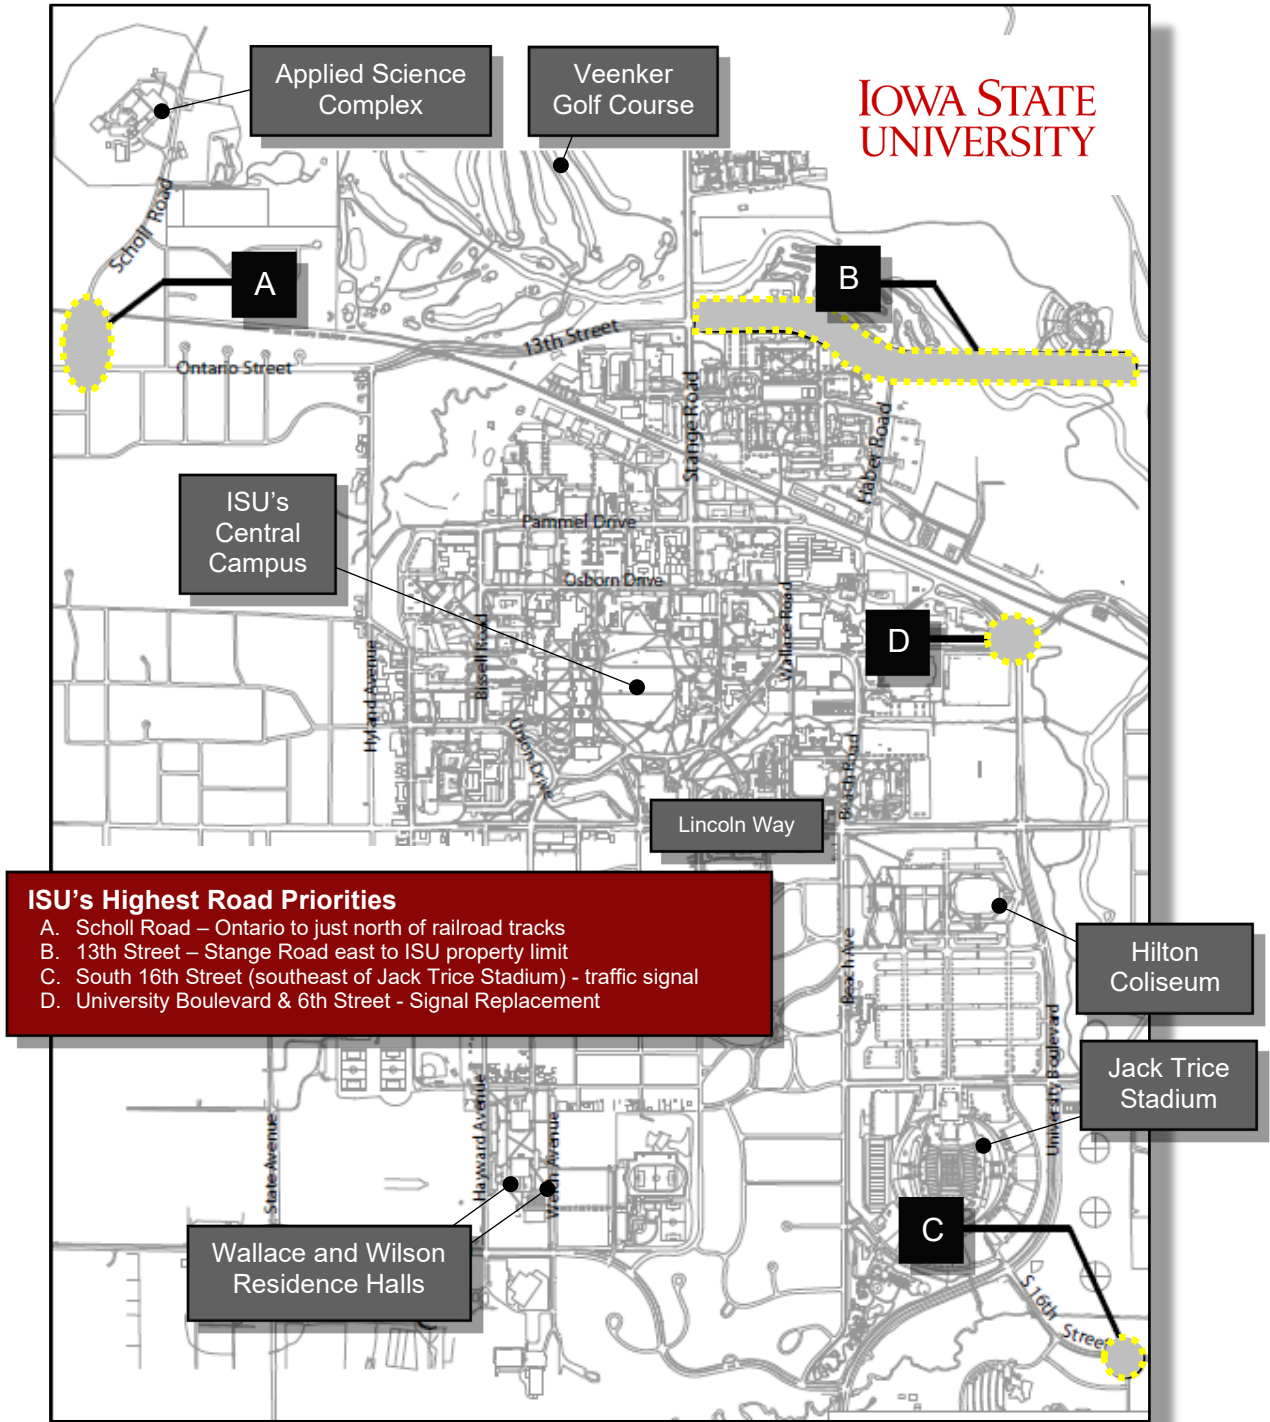 Applied Science
Complex
Veenker
Golf Course
IOWA STATE
UNIVERSITY
Scholl Road
A
B
13th Street
Ontario Street
Stange Road
Haber Road
ISU's
Central
Campus
Pammel Drive
Osborn Drive
Wallace Road
D
Bissell Road
Hyland Avenue
Union Drive
Beach Road
Lincoln Way
ISU's Highest Road Priorities
A. Scholl Road – Ontario to just north of railroad tracks
B. 13th Street – Stange Road east to ISU property limit
C. South 16th Street (southeast of Jack Trice Stadium) - traffic signal
D. University Boulevard & 6th Street - Signal Replacement
Beach Ave
Hilton
Coliseum
University Boulevard
Jack Trice
Stadium
State Avenue
Hayward Avenue
Welch Avenue
C
Wallace and Wilson
Residence Halls
S 16th Street